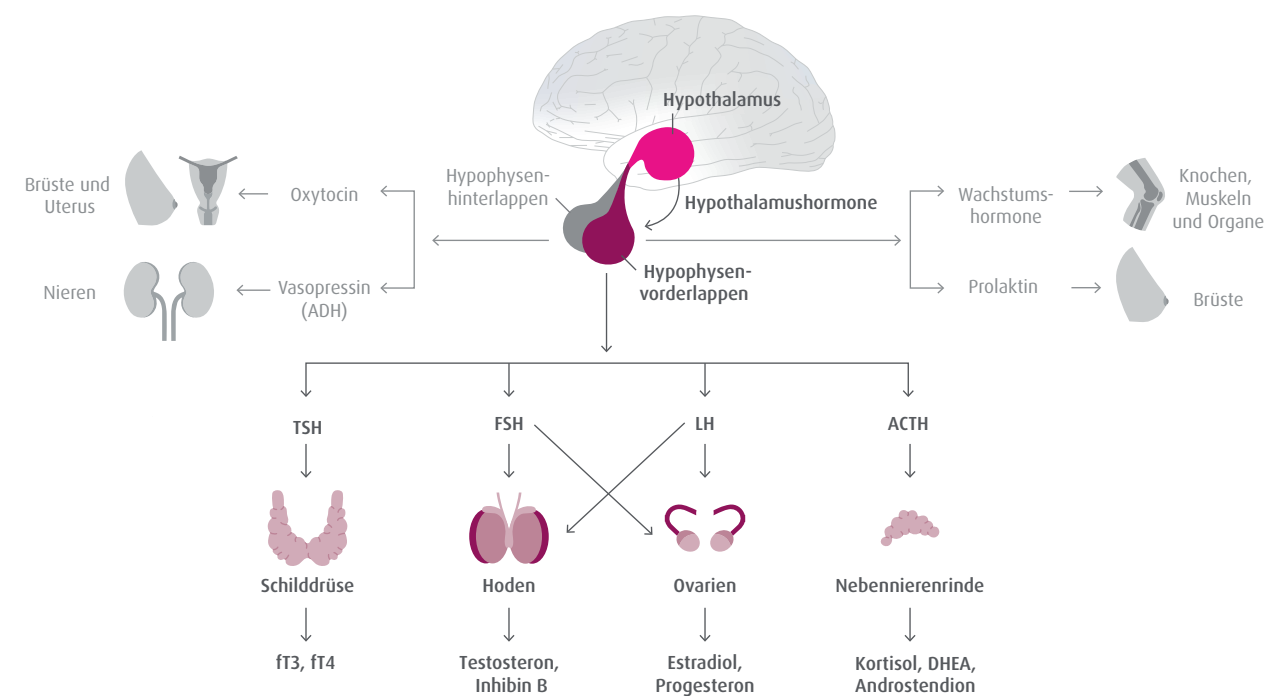 Hypothalamus
Hypophysen-
hinterlappen
Hypothalamushormone
Hypophysen-
vorderlappen
Brüste und
Uterus
Oxytocin
Nieren
Vasopressin
(ADH)
Wachstums-
hormone
Knochen,
Muskeln
und Organe
Prolaktin
Brüste
TSH
FSH
LH
ACTH
Schilddrüse
Hoden
Ovarien
Nebennierenrinde
fT3, fT4
Testosteron,
Inhibin B
Estradiol,
Progesteron
Kortisol, DHEA,
Androstendion